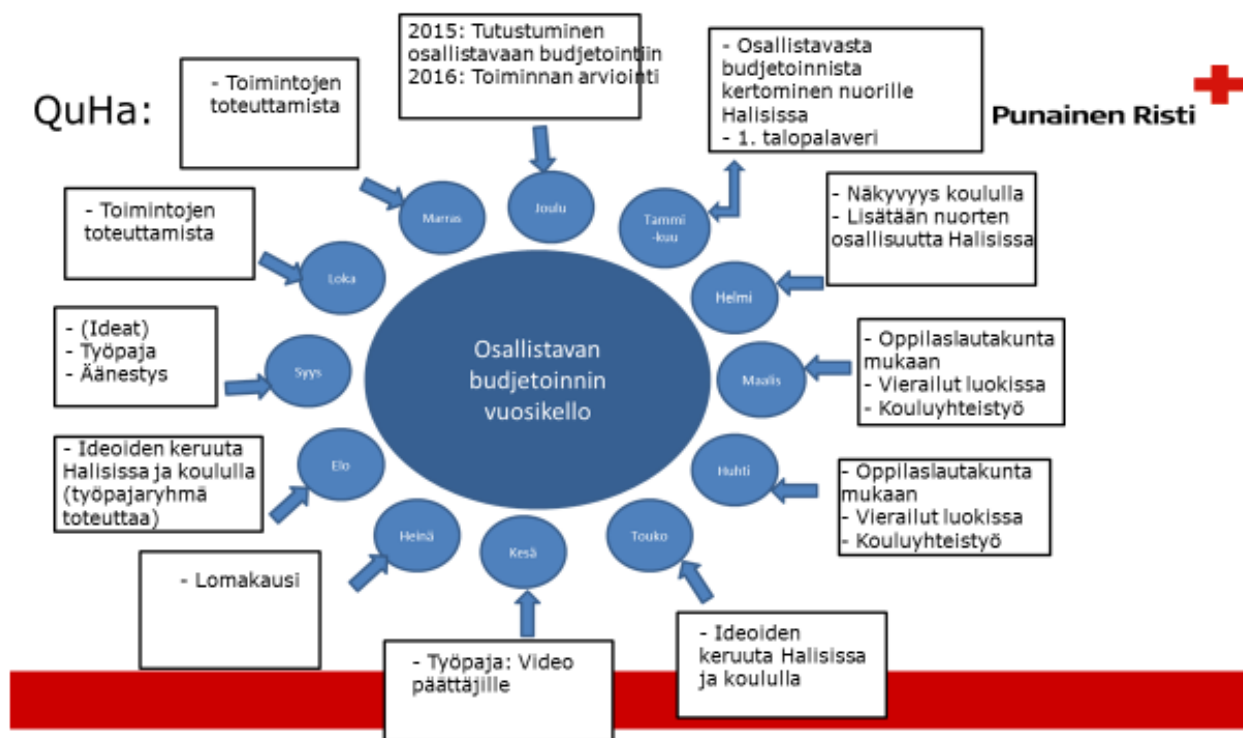 QuHa:
- Toimintojen
toteuttamista
2015: Tutustuminen
osallistavaan budjetointiin
2016: Toiminnan arviointi
- Osallistavasta
budjetoinnista
kertominen nuorille
Halisissa
- 1. talopalaveri
Punainen Risti
- Näkyvyys koululla
- Lisätään nuorten
osallisuutta Halisissa
- Toimintojen
toteuttamista
Marras
Joulu
Tammi
-kuu
Loka
Helmi
- (Ideat)
- Työpaja
- Äänestys
Syys
Osallistavan
budjetoinnin
vuosikello
Maalis
- Oppilaslautakunta
mukaan
- Vierailut luokissa
- Kouluyhteistyö
- Ideoiden keruuta
Halisissa ja koululla
(työpajaryhmä
toteuttaa)
Elo
Huhti
- Oppilaslautakunta
mukaan
- Vierailut luokissa
- Kouluyhteistyö
Heinä
Kesä
Touko
- Lomakausi
- Työpaja: Video
päättäjille
- Ideoiden
keruuta Halisissa
ja koululla